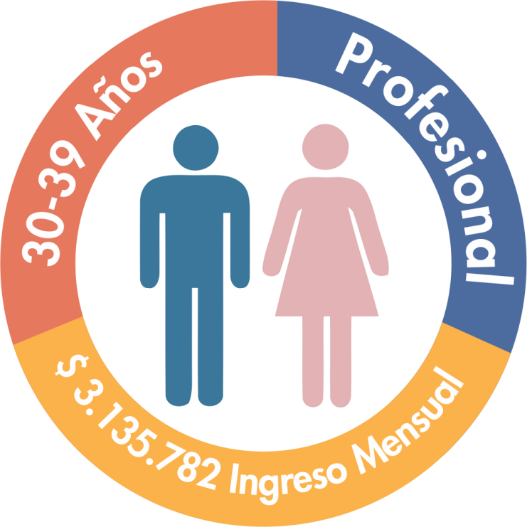 30-39 Años
Profesional
$ 3.135.782 Ingreso Mensual